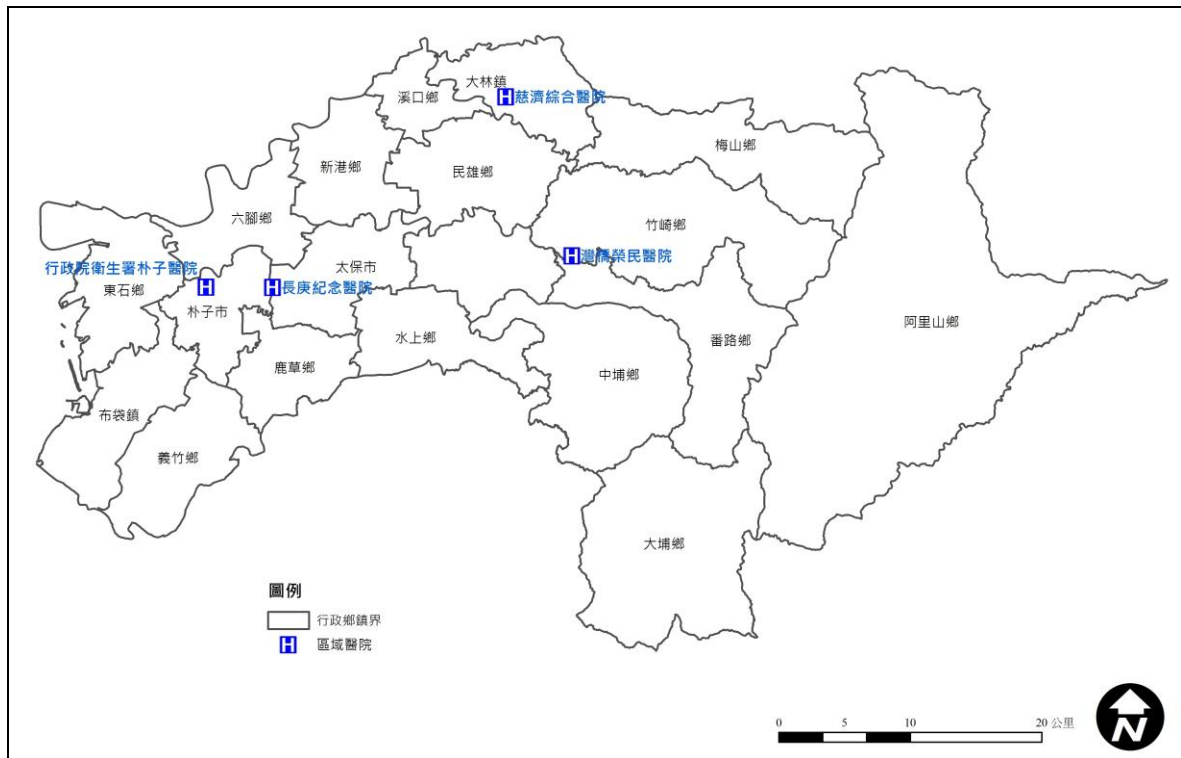 大林鎮
溪口鄉
H慈濟綜合醫院
梅山鄉
新港鄉
民雄鄉
六腳鄉
竹崎鄉
H灣橋榮民醫院
行政院衛生署朴子醫院
太保市
東石鄉
H
H長庚紀念醫院
朴子市
水上鄉
番路鄉
阿里山鄉
鹿草鄉
中埔鄉
布袋鎮
義竹鄉
大埔鄉
圖例
行政鄉鎮界
H 區域醫院
0 5 10 20 公里
N